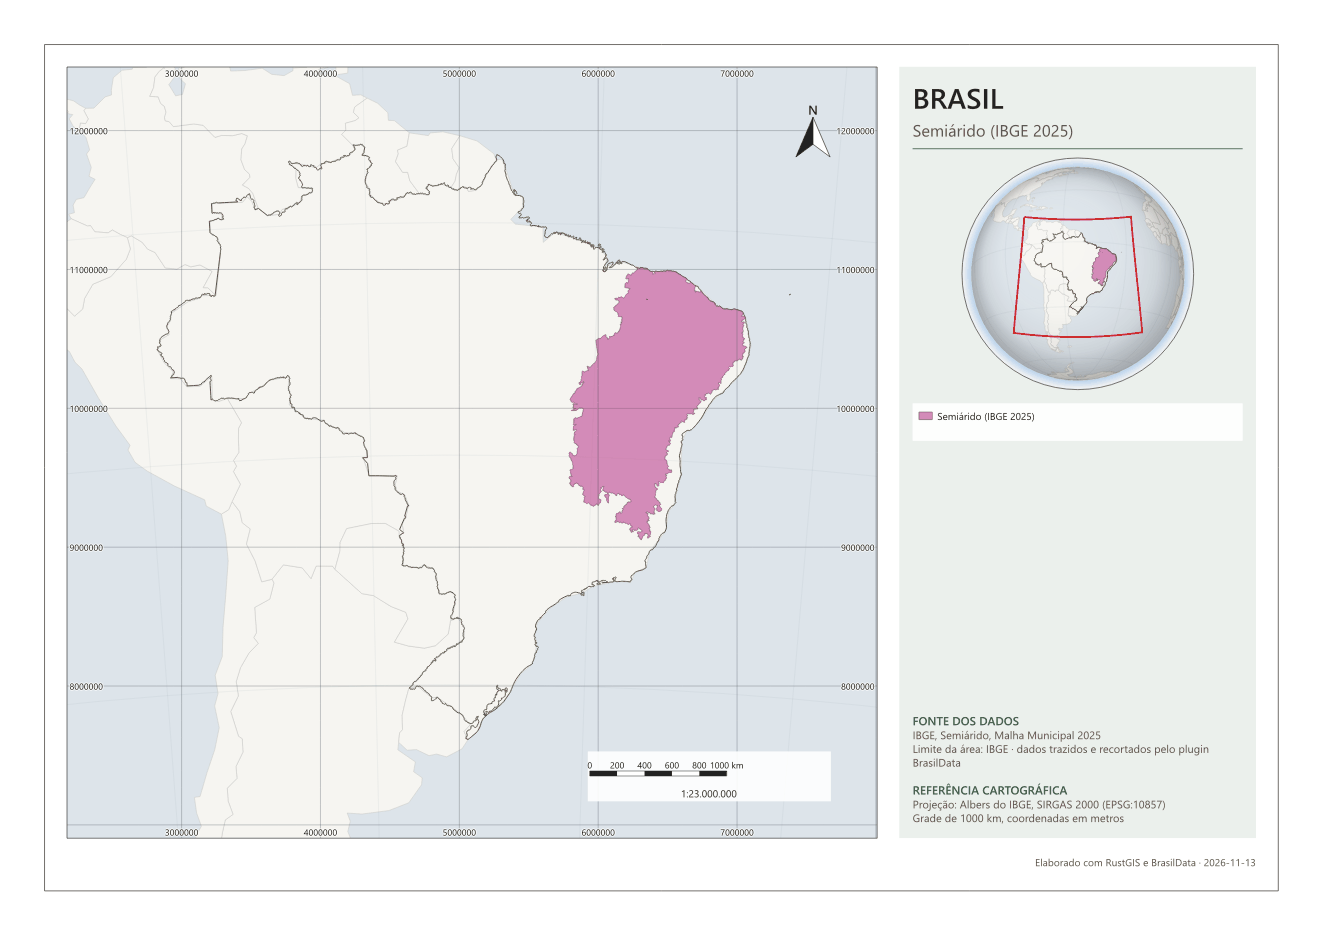 3000000 4000000 5000000 6000000 7000000
N
12000000 12000000
11000000 11000000
10000000 10000000
9000000 9000000
8000000 8000000
0 200 400 600 800 1000 km
1:23.000.000
3000000 4000000 5000000 6000000 7000000
BRASIL
Semiárido (IBGE 2025)
Semiárido (IBGE 2025)
FONTE DOS DADOS
IBGE, Semiárido, Malha Municipal 2025
Limite da área: IBGE · dados trazidos e recortados pelo plugin
BrasilData
REFERÊNCIA CARTOGRÁFICA
Projeção: Albers do IBGE, SIRGAS 2000 (EPSG:10857)
Grade de 1000 km, coordenadas em metros
Elaborado com RustGIS e BrasilData · 2026-11-13